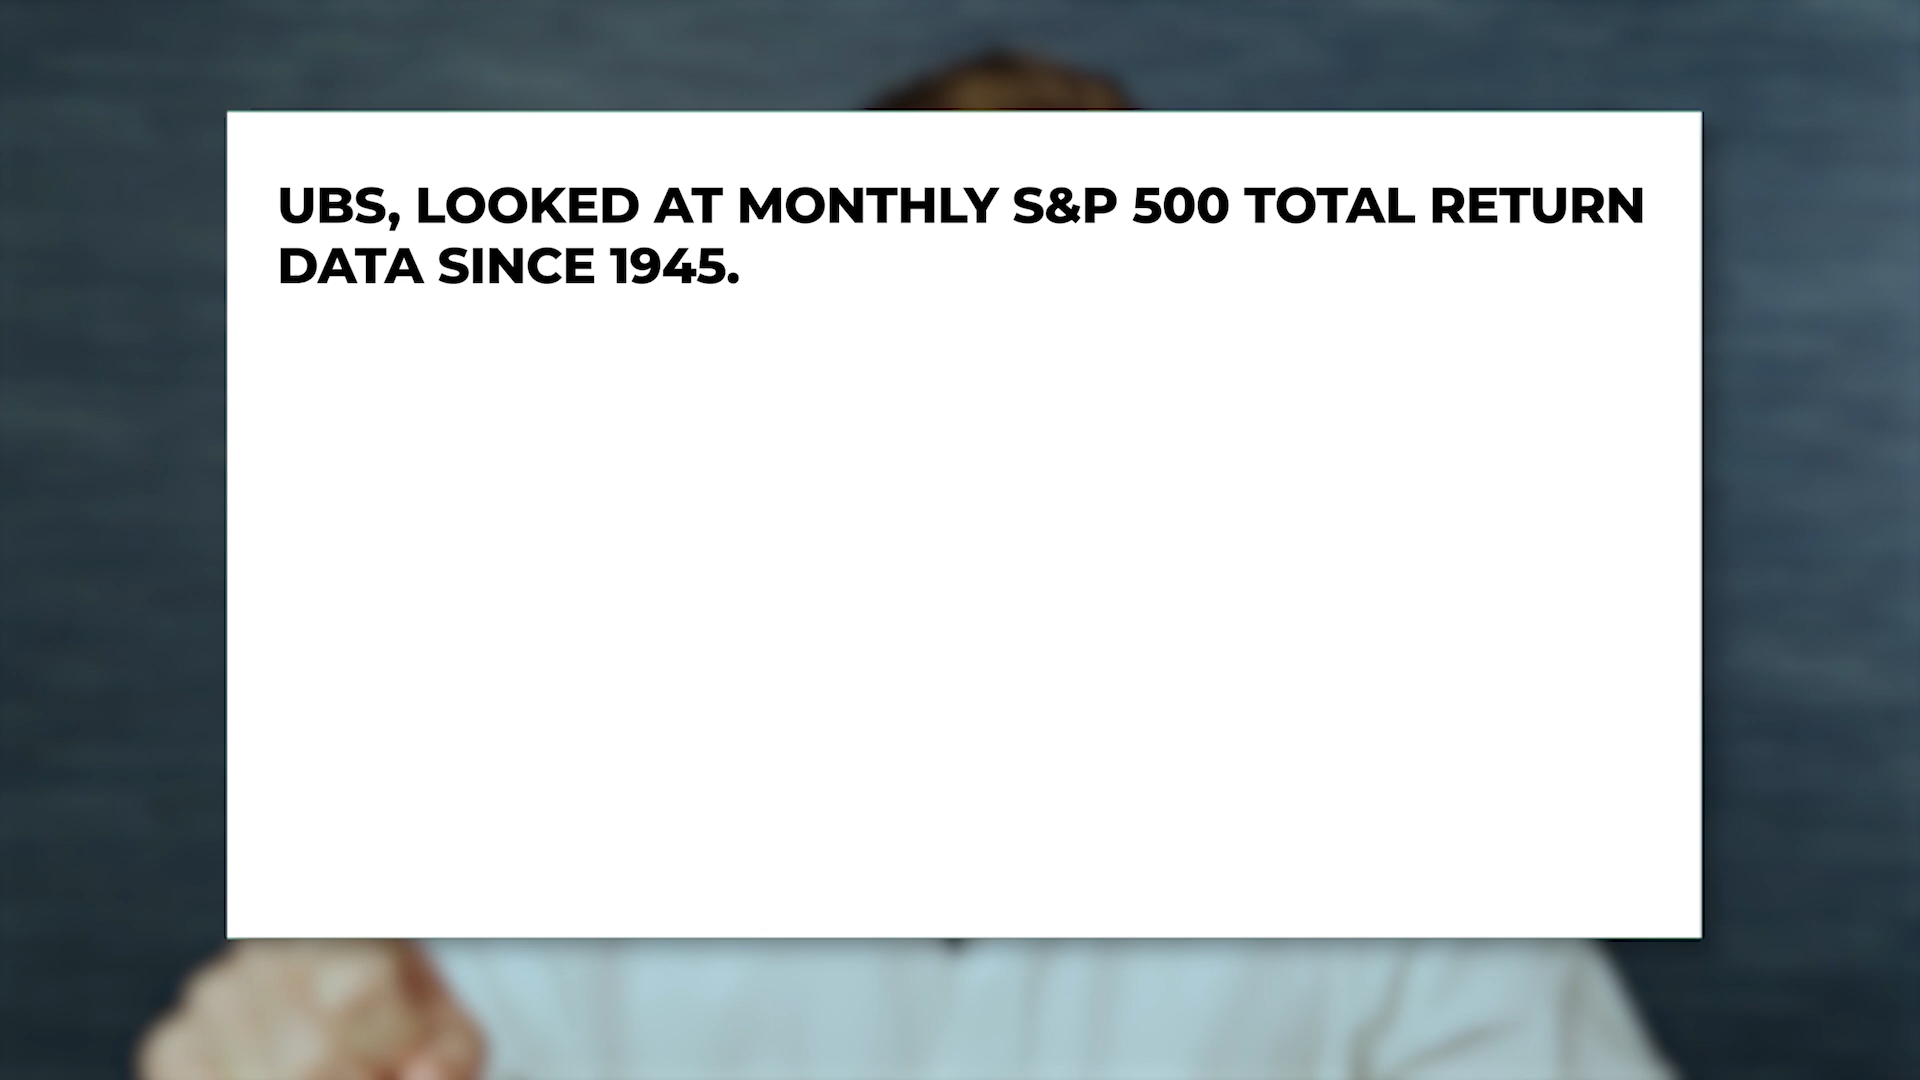 UBS, LOOKED AT MONTHLY S&P 500 TOTAL RETURN
DATA SINCE 1945.